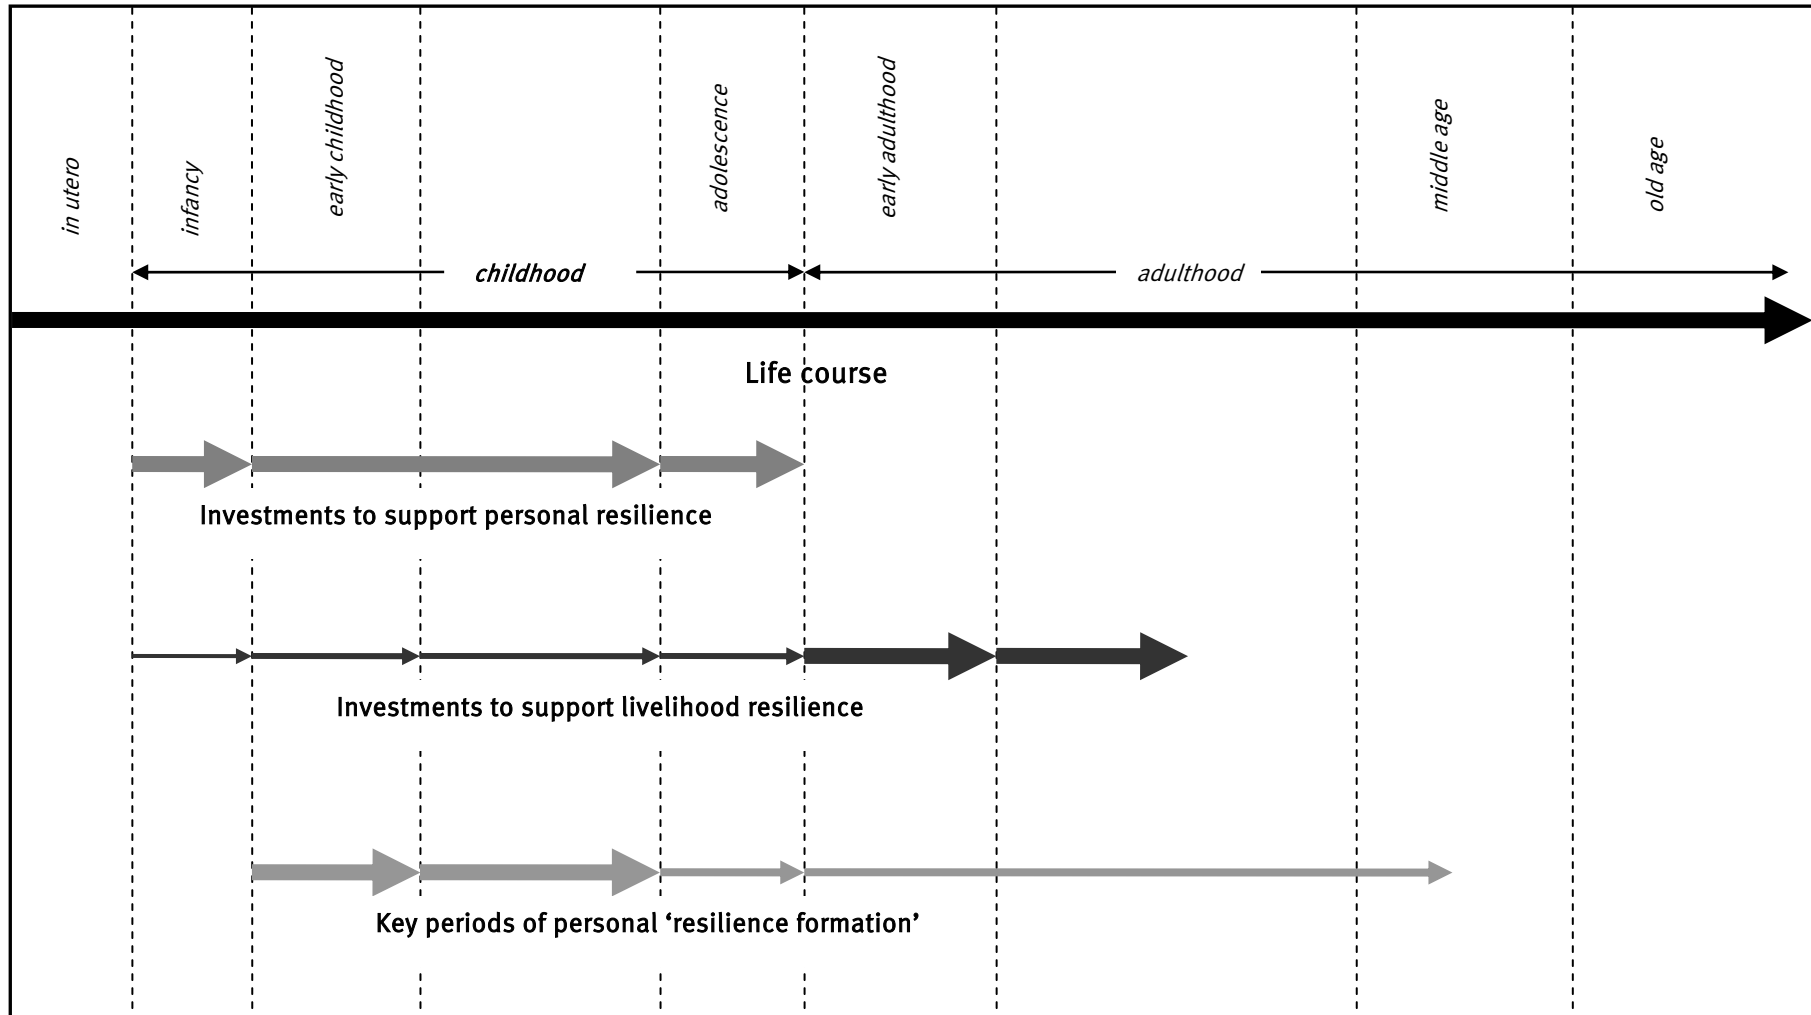 in utero
infancy
early childhood
adolescence
early adulthood
middle age
old age
childhood
adulthood
Life course
Investments to support personal resilience
Investments to support livelihood resilience
Key periods of personal ‘resilience formation’